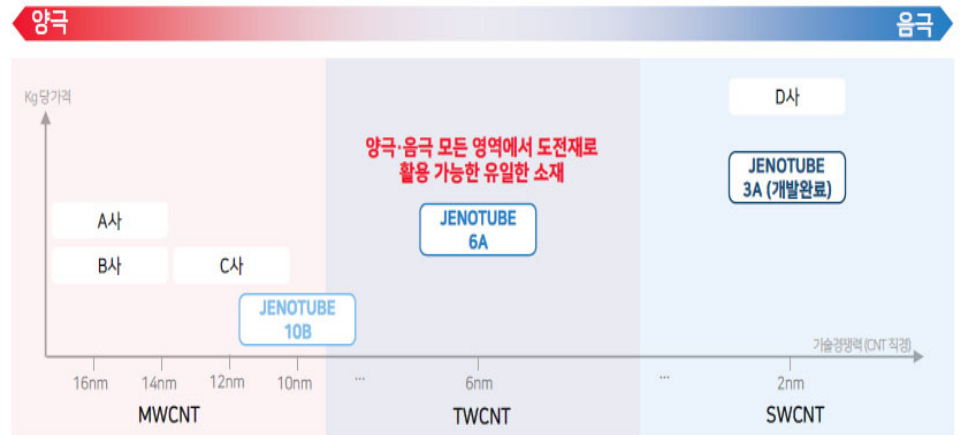 양극
음극
Kg당가격
D사
양극·음극 모든 영역에서 도전재로
활용 가능한 유일한 소재
JENOTUBE
3A (개발완료)
A사
JENOTUBE
6A
B사
C사
JENOTUBE
10B
기술경쟁력(CNT 직경)
16nm
14nm
12nm
10nm
...
6nm
...
2nm
MWCNT
TWCNT
SWCNT